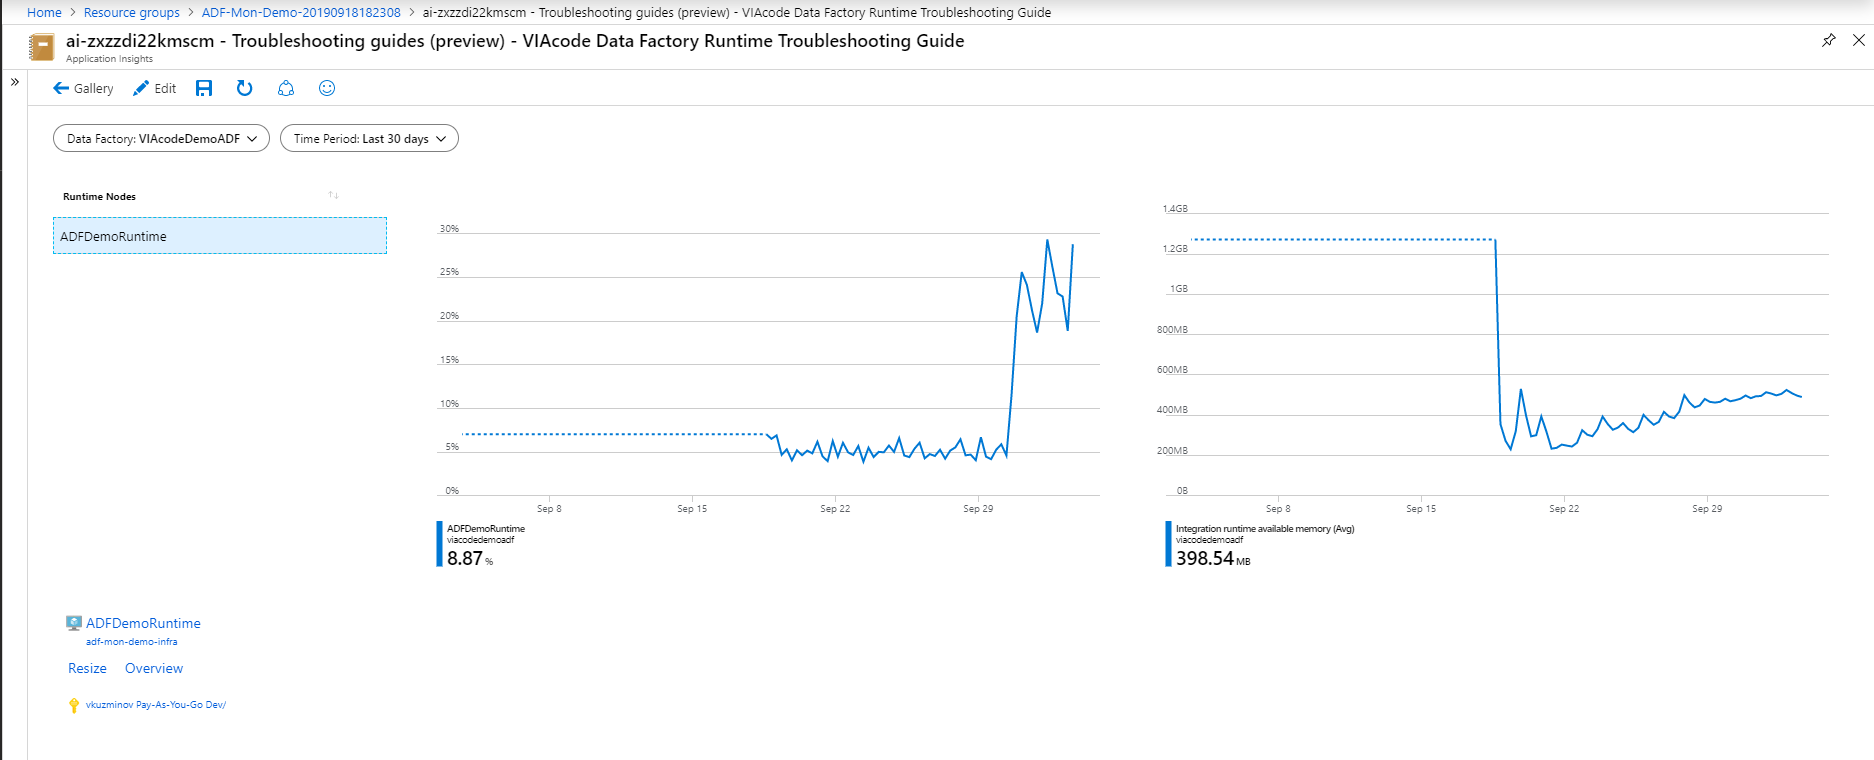 Home > Resource groups > ADF-Mon-Demo-20190918182308 > ai-zxzzdi22kmscm - Troubleshooting guides (preview) - VIAcode Data Factory Runtime Troubleshooting Guide
ai-zxzzdi22kmscm - Troubleshooting guides (preview) - VIAcode Data Factory Runtime Troubleshooting Guide
Application Insights
Gallery Edit
Data Factory: VIAcodeDemoADF
Time Period: Last 30 days
Runtime Nodes
ADFDemoRuntime
30%
25%
20%
15%
10%
5%
0%
Sep 8 Sep 15 Sep 22 Sep 29
ADFDemoRuntime
viacodedemoadf
8.87 %
1.4GB
1.2GB
1GB
800MB
600MB
400MB
200MB
0B
Sep 8 Sep 15 Sep 22 Sep 29
Integration runtime available memory (Avg)
viacodedemoadf
398.54 MB
ADFDemoRuntime
adf-mon-demo-infra
Resize Overview
vkuzminov Pay-As-You-Go Dev/